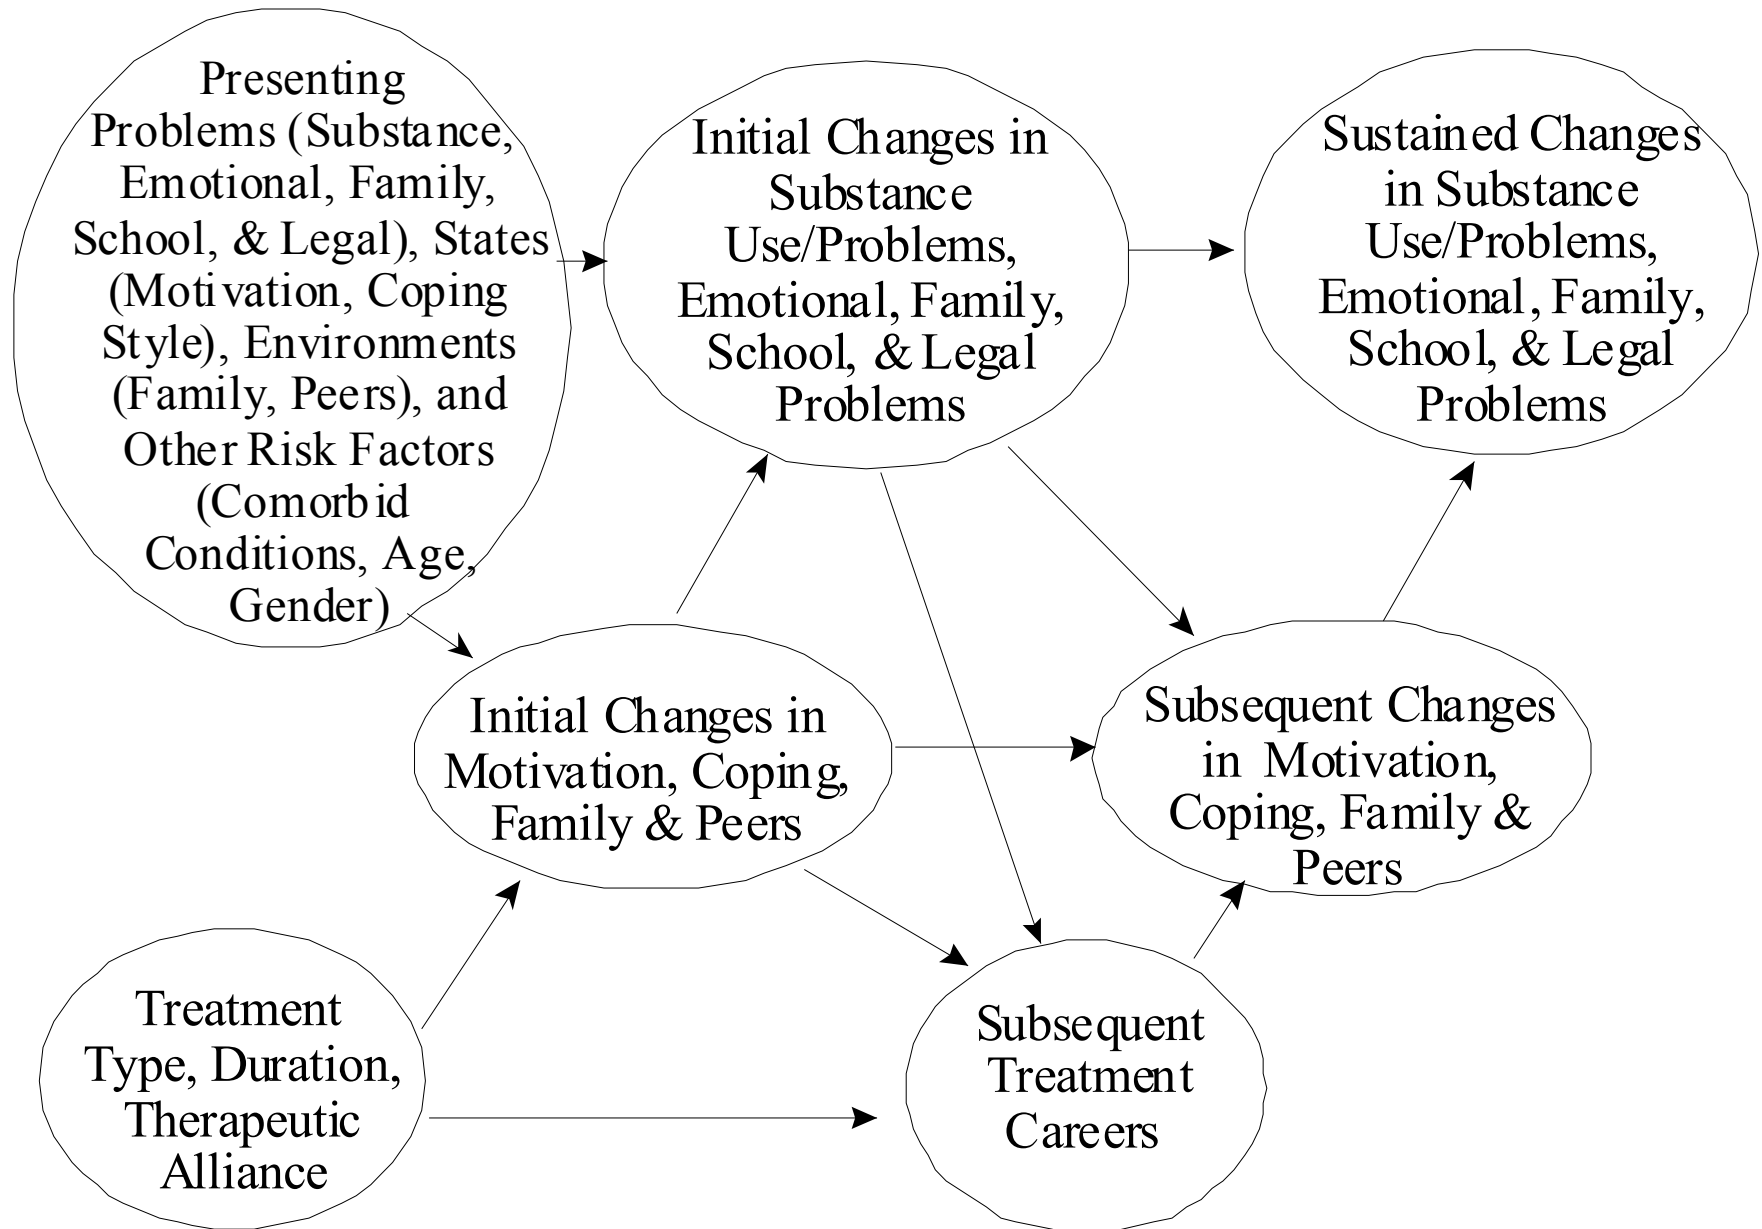 Presenting
Problems (Substance,
Emotional, Family,
School, & Legal), States
(Motivation, Coping
Style), Environments
(Family, Peers), and
Other Risk Factors
(Comorbid
Conditions, Age,
Gender)
Initial Changes in
Substance
Use/Problems,
Emotional, Family,
School, & Legal
Problems
Sustained Changes
in Substance
Use/Problems,
Emotional, Family,
School, & Legal
Problems
Initial Changes in
Motivation, Coping,
Family & Peers
Subsequent Changes
in Motivation,
Coping, Family &
Peers
Treatment
Type, Duration,
Therapeutic
Alliance
Subsequent
Treatment
Careers